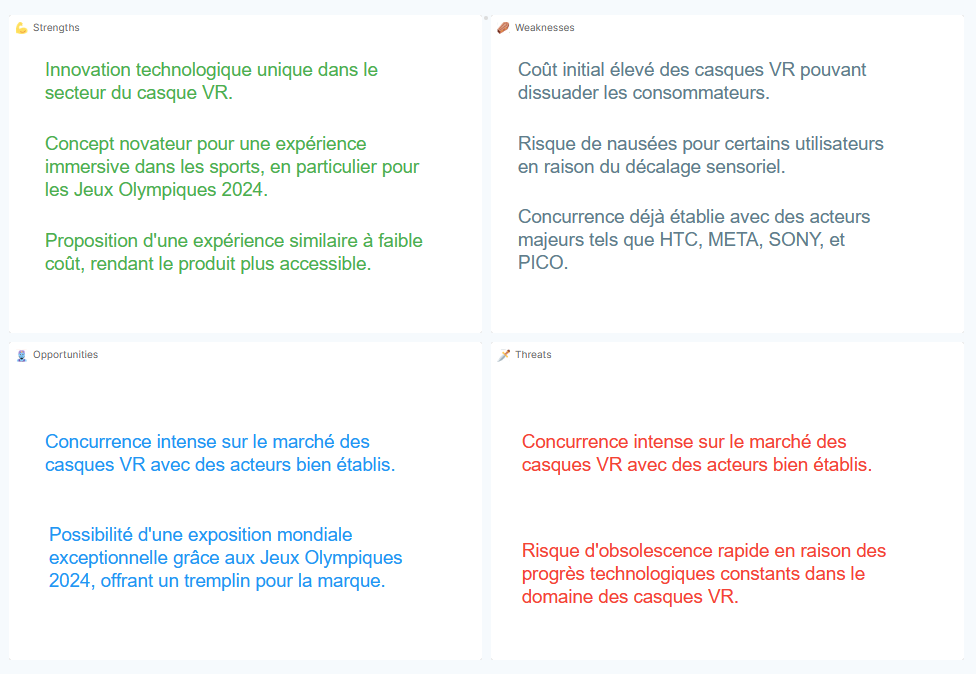 Strengths
Innovation technologique unique dans le
secteur du casque VR.
Concept novateur pour une expérience
immersive dans les sports, en particulier pour
les Jeux Olympiques 2024.
Proposition d'une expérience similaire à faible
coût, rendant le produit plus accessible.
Weaknesses
Coût initial élevé des casques VR pouvant
dissuader les consommateurs.
Risque de nausées pour certains utilisateurs
en raison du décalage sensoriel.
Concurrence déjà établie avec des acteurs
majeurs tels que HTC, META, SONY, et
PICO.
Opportunities
Concurrence intense sur le marché des
casques VR avec des acteurs bien établis.
Possibilité d'une exposition mondiale
exceptionnelle grâce aux Jeux Olympiques
2024, offrant un tremplin pour la marque.
Threats
Concurrence intense sur le marché des
casques VR avec des acteurs bien établis.
Risque d'obsolescence rapide en raison des
progrès technologiques constants dans le
domaine des casques VR.